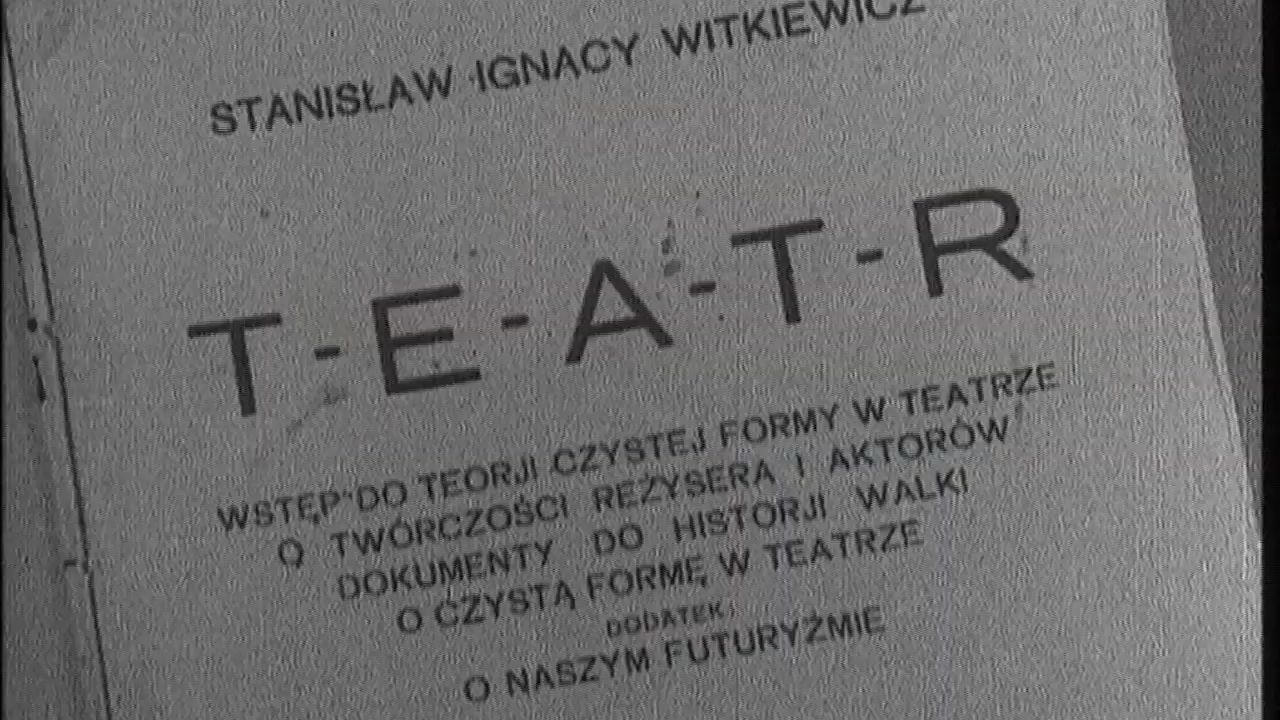 STANISŁAW IGNACY WITKIEWICZ
T-E-A-T-R
WSTĘP DO TEORJI CZYSTEJ FORMY W TEATRZE
O TWÓRCZOŚCI REŻYSERA I AKTORÓW
DOKUMENTY DO HISTORJI WALKI
O CZYSTĄ FORMĘ W TEATRZE
DODATEK:
O NASZYM FUTURYŹMIE